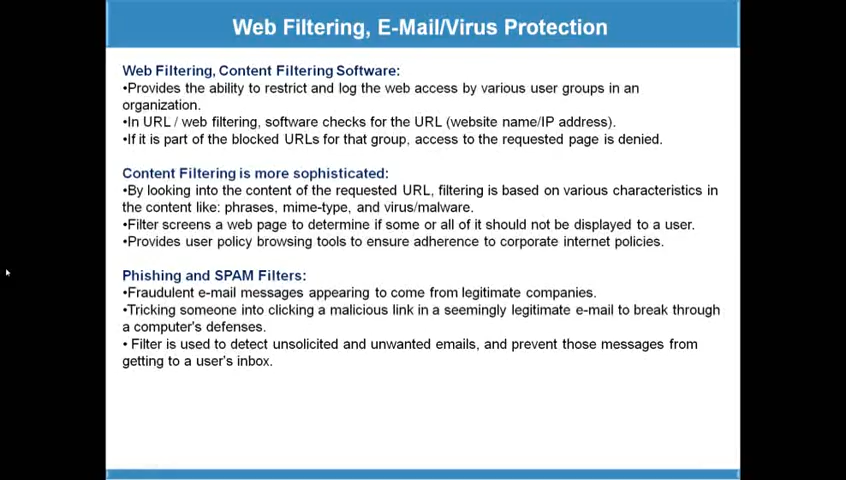 Web Filtering, E-Mail/Virus Protection
Web Filtering, Content Filtering Software:
•Provides the ability to restrict and log the web access by various user groups in an
organization.
•In URL / web filtering, software checks for the URL (website name/IP address).
•If it is part of the blocked URLs for that group, access to the requested page is denied.
Content Filtering is more sophisticated:
•By looking into the content of the requested URL, filtering is based on various characteristics in
the content like: phrases, mime-type, and virus/malware.
•Filter screens a web page to determine if some or all of it should not be displayed to a user.
•Provides user policy browsing tools to ensure adherence to corporate internet policies.
Phishing and SPAM Filters:
•Fraudulent e-mail messages appearing to come from legitimate companies.
•Tricking someone into clicking a malicious link in a seemingly legitimate e-mail to break through
a computer's defenses.
• Filter is used to detect unsolicited and unwanted emails, and prevent those messages from
getting to a user's inbox.